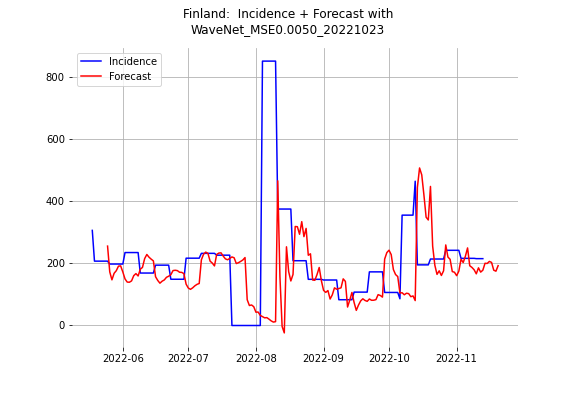 Finland:  Incidence + Forecast with
WaveNet_MSE0.0050_20221023
Incidence
Forecast
800
600
400
200
0
2022-06 2022-07 2022-08 2022-09 2022-10 2022-11